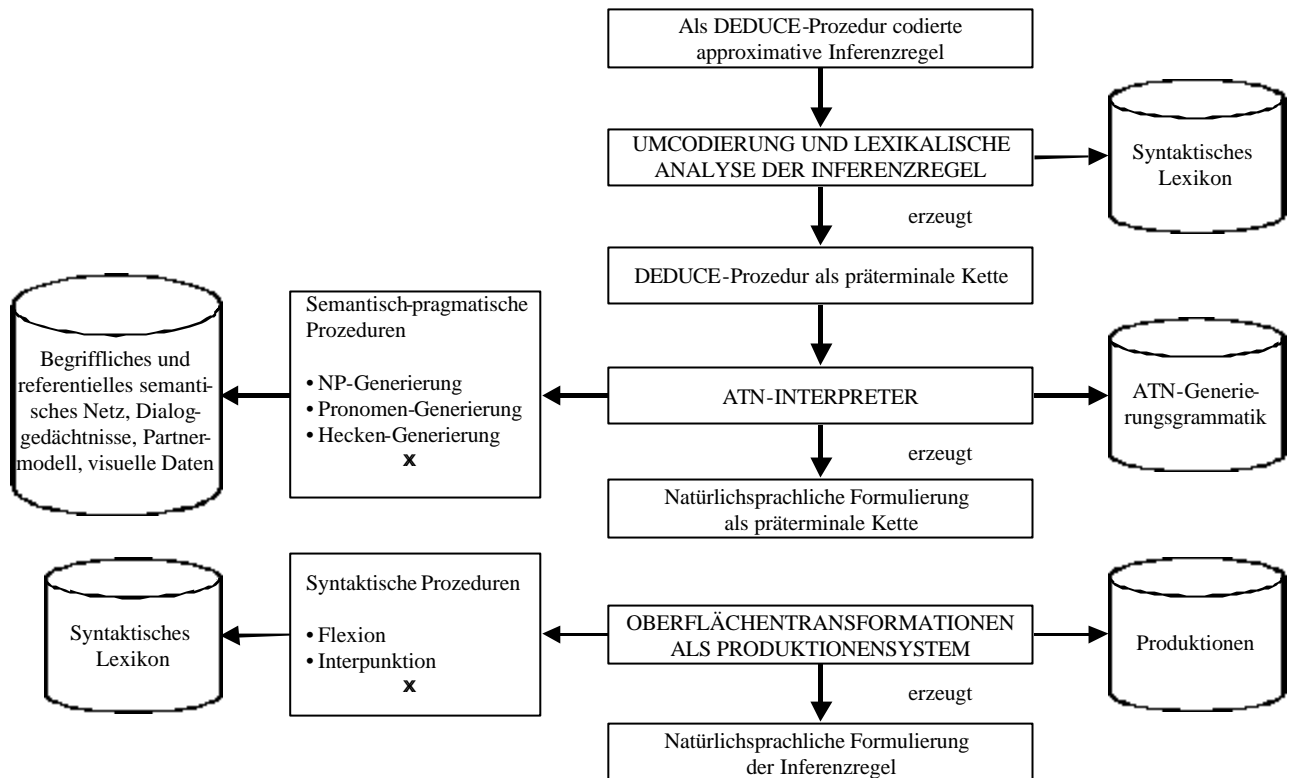 Als DEDUCE-Prozedur codierte
approximative Inferenzregel
UMCODIERUNG UND LEXIKALISCHE
ANALYSE DER INFERENZREGEL
Syntaktisches
Lexikon
erzeugt
DEDUCE-Prozedur als präterminale Kette
Begriffliches und
referentielles semanti-
sches Netz, Dialog-
gedächtnisse, Partner-
modell, visuelle Daten
Semantisch-pragmatische
Prozeduren
• NP-Generierung
• Pronomen-Generierung
• Hecken-Generierung
x
ATN-INTERPRETER
ATN-Generie-
rungsgrammatik
erzeugt
Natürlichsprachliche Formulierung
als präterminale Kette
Syntaktisches
Lexikon
Syntaktische Prozeduren
• Flexion
• Interpunktion
x
OBERFLÄCHENTRANSFORMATIONEN
ALS PRODUKTIONENSYSTEM
Produktionen
erzeugt
Natürlichsprachliche Formulierung
der Inferenzregel